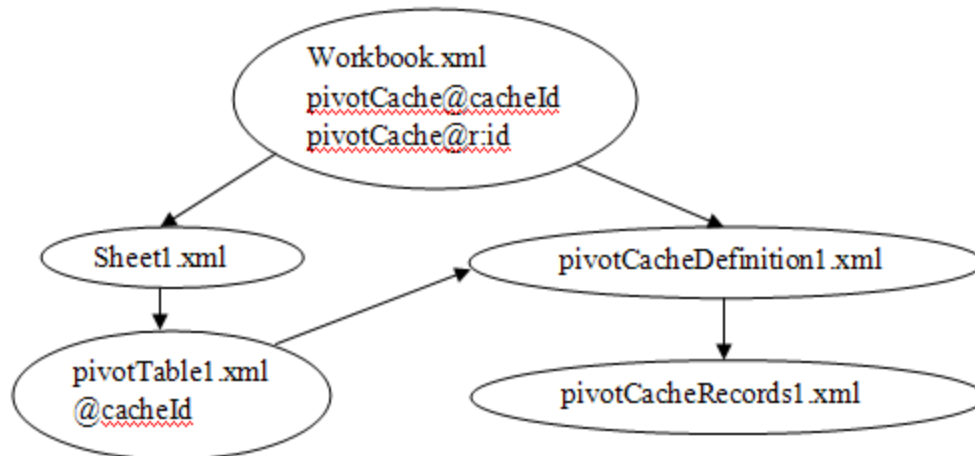 Workbook.xml
pivotCache@cacheId
pivotCache@r:id
Sheet1.xml
pivotCacheDefinition1.xml
pivotTable1.xml
@cacheId
pivotCacheRecords1.xml